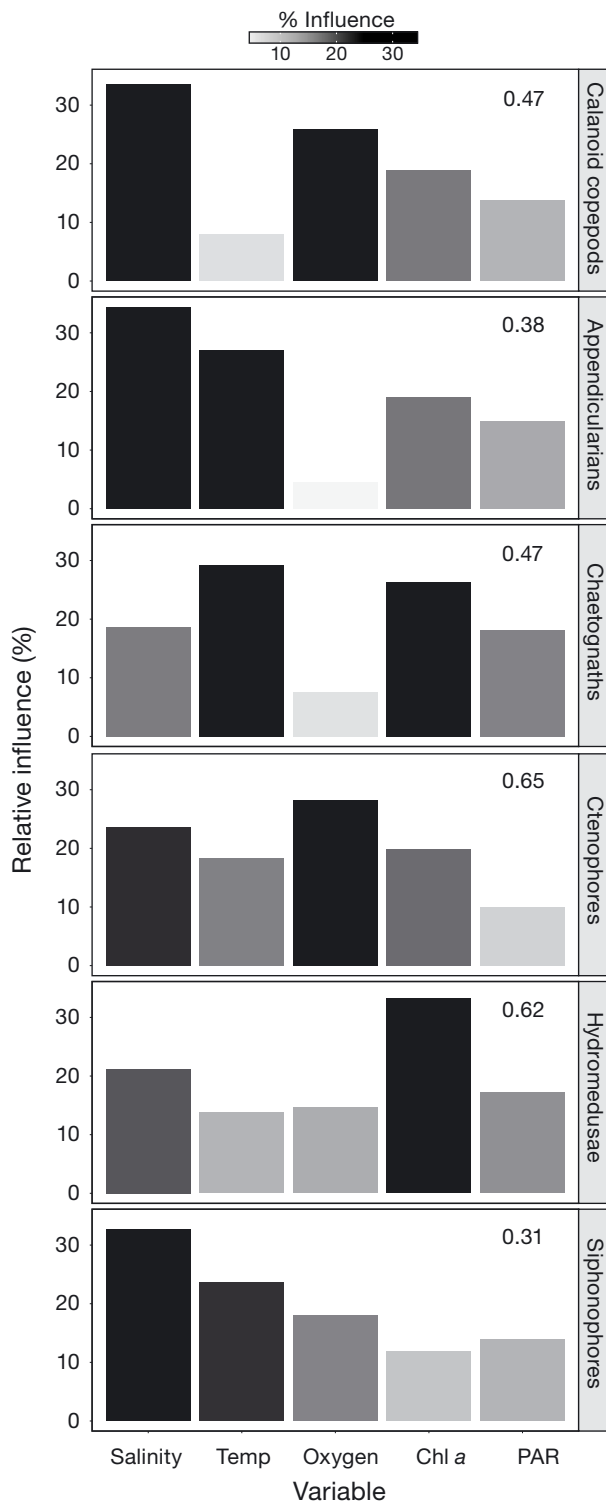 % Influence
10 20 30
30
20
10
0
0.47
Calanoid copepods
30
20
10
0
0.38
Appendicularians
30
20
10
0
0.47
Chaetognaths
30
20
10
0
0.65
Ctenophores
30
20
10
0
0.62
Hydromedusae
30
20
10
0
0.31
Siphonophores
Relative influence (%)
Salinity Temp Oxygen Chl a PAR
Variable